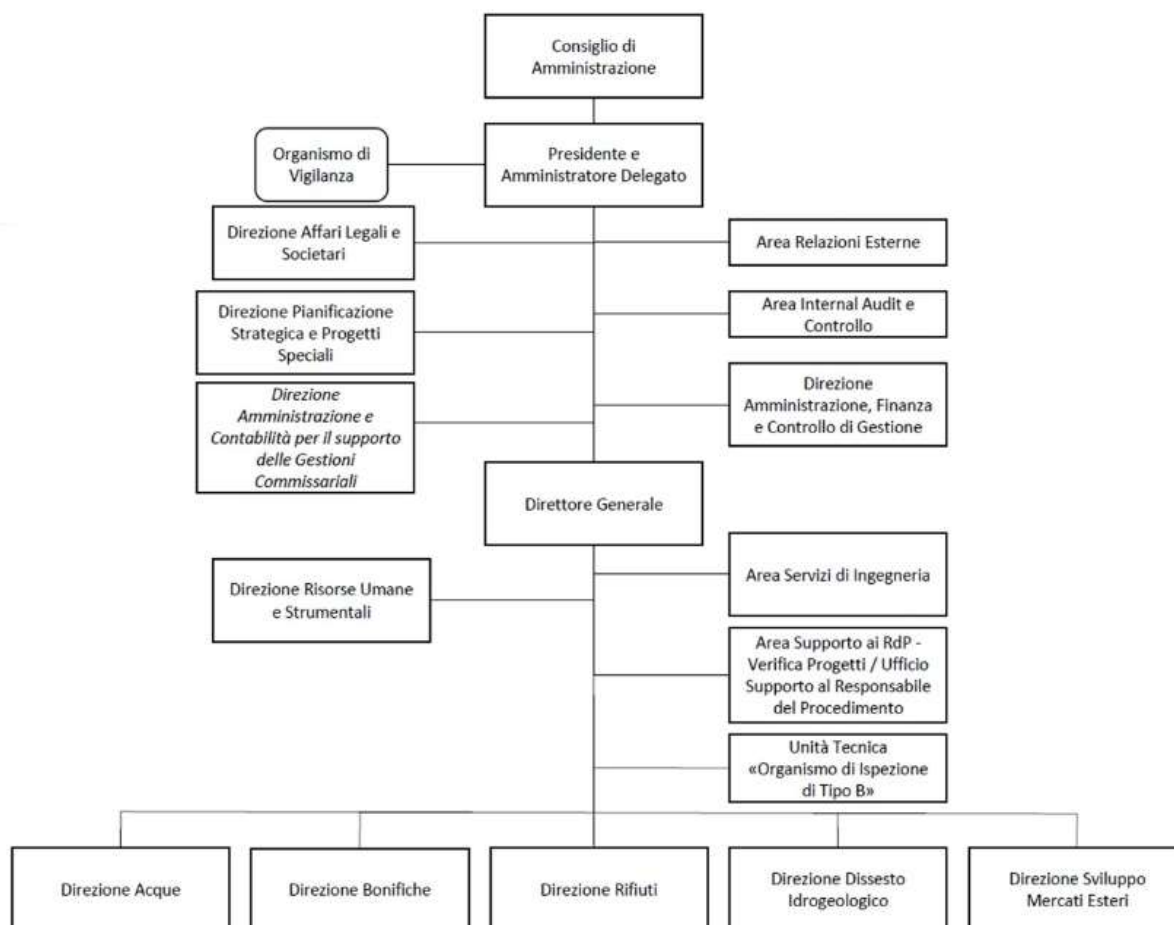 Consiglio di
Amministrazione
Organismo di
Vigilanza
Presidente e
Amministratore Delegato
Direzione Affari Legali e
Societari
Area Relazioni Esterne
Direzione Pianificazione
Strategica e Progetti
Speciali
Area Internal Audit e
Controllo
Direzione
Amministrazione e
Contabilità per il supporto
delle Gestioni
Commissariali
Direzione
Amministrazione, Finanza
e Controllo di Gestione
Direttore Generale
Direzione Risorse Umane
e Strumentali
Area Servizi di Ingegneria
Area Supporto ai RdP -
Verifica Progetti / Ufficio
Supporto al Responsabile
del Procedimento
Unità Tecnica
«Organismo di Ispezione
di Tipo B»
Direzione Acque
Direzione Bonifiche
Direzione Rifiuti
Direzione Dissesto
Idrogeologico
Direzione Sviluppo
Mercati Esteri